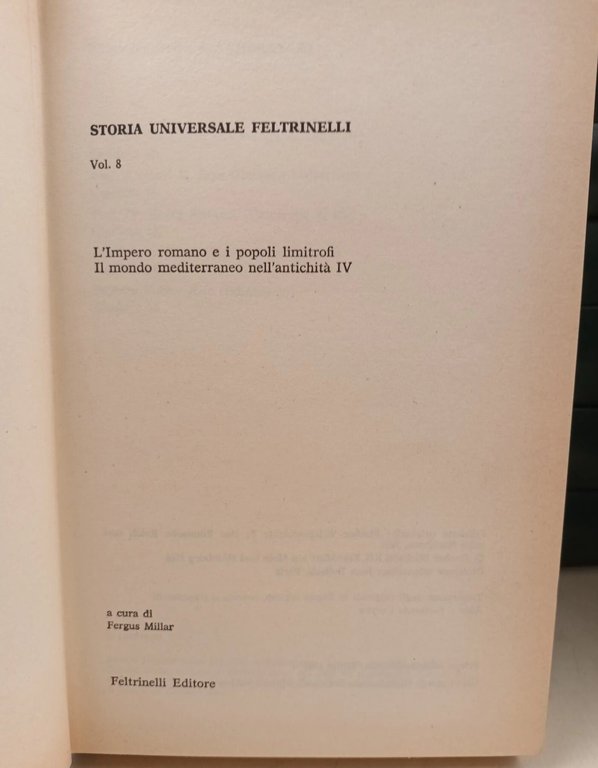 STORIA UNIVERSALE FELTRINELLI
Vol. 8
L'Impero romano e i popoli limitrofi
Il mondo mediterraneo nell'antichità IV
a cura di
Fergus Millar
Feltrinelli Editore